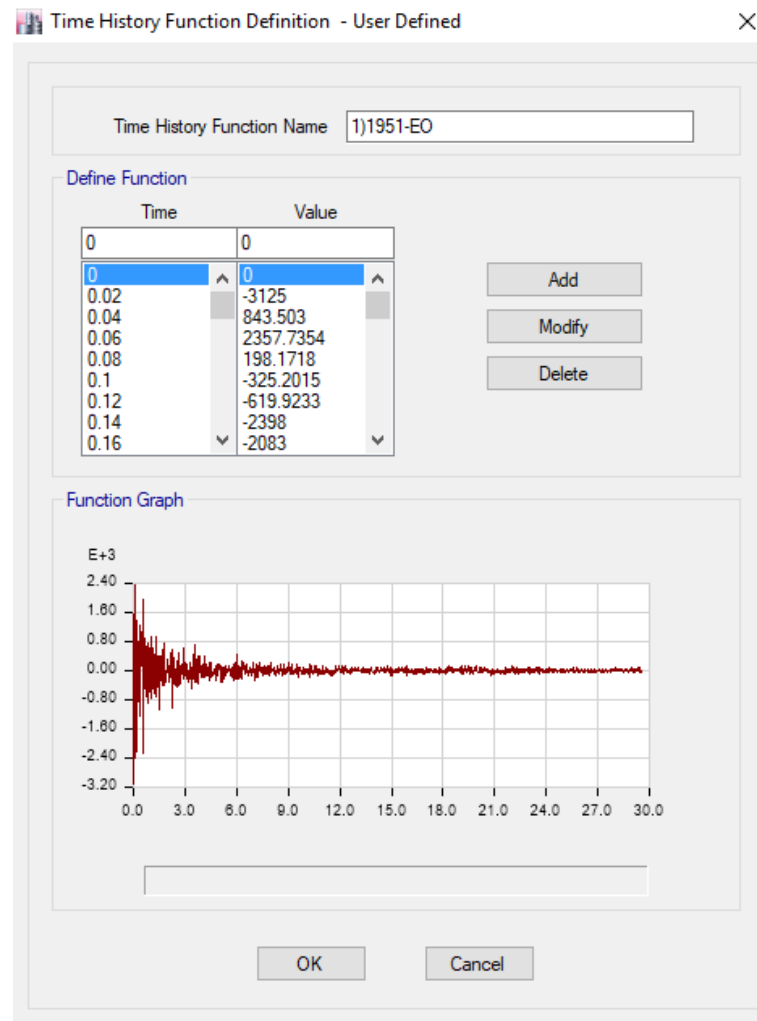 Time History Function Definition - User Defined
Time History Function Name 1)1951-EO
Define Function
Time Value
0 0
0 0
0.02 -3125
0.04 843.503
0.06 2357.7354
0.08 198.1718
0.1 -325.2015
0.12 -619.9233
0.14 -2398
0.16 -2083
Add
Modify
Delete
Function Graph
E+3
2.40
1.60
0.80
0.00
-0.80
-1.60
-2.40
-3.20
0.0 3.0 6.0 9.0 12.0 15.0 18.0 21.0 24.0 27.0 30.0
OK Cancel